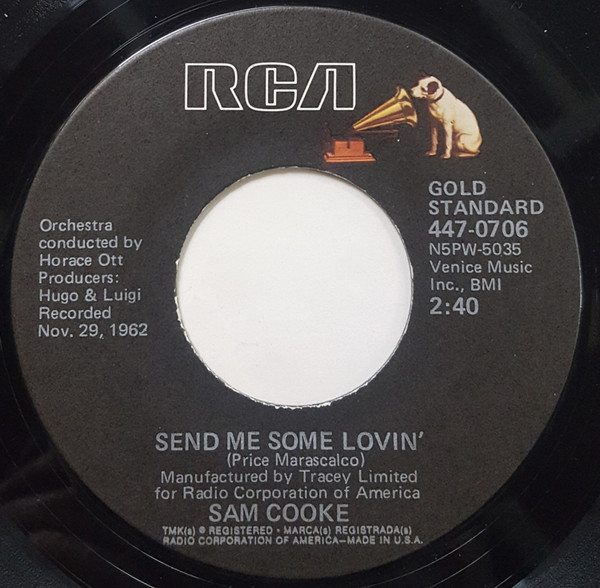 RCA
GOLD
STANDARD
447-0706
N5PW-5035
Venice Music
Inc., BMI
2:40
Orchestra
conducted by
Horace Ott
Producers:
Hugo & Luigi
Recorded
Nov. 29, 1962
SEND ME SOME LOVIN'
(Price Marascalco)
Manufactured by Tracey Limited
for Radio Corporation of America
SAM COOKE
TMK(s) ® REGISTERED • MARCA(s) REGISTRADA(s)
RADIO CORPORATION OF AMERICA—MADE IN U.S.A.